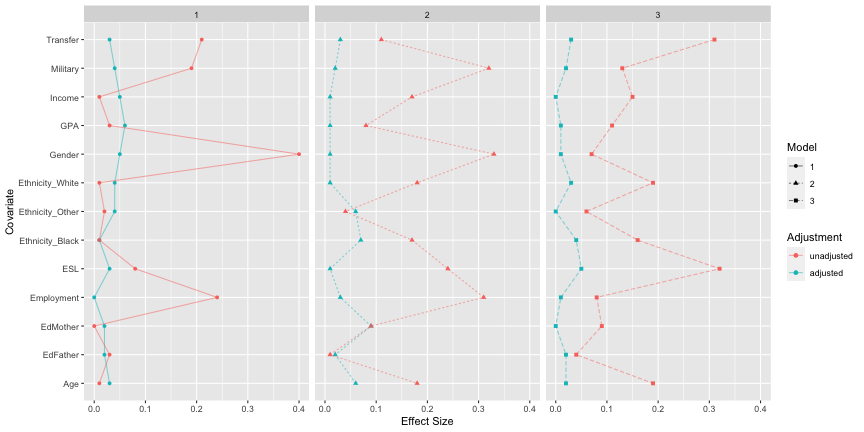 1
2
3
Transfer
Military
Income
GPA
Gender
Ethnicity_White
Ethnicity_Other
Ethnicity_Black
ESL
Employment
EdMother
EdFather
Age
Covariate
0.0 0.1 0.2 0.3 0.4
0.0 0.1 0.2 0.3 0.4
0.0 0.1 0.2 0.3 0.4
Effect Size
Model
1
2
3
Adjustment
unadjusted
adjusted